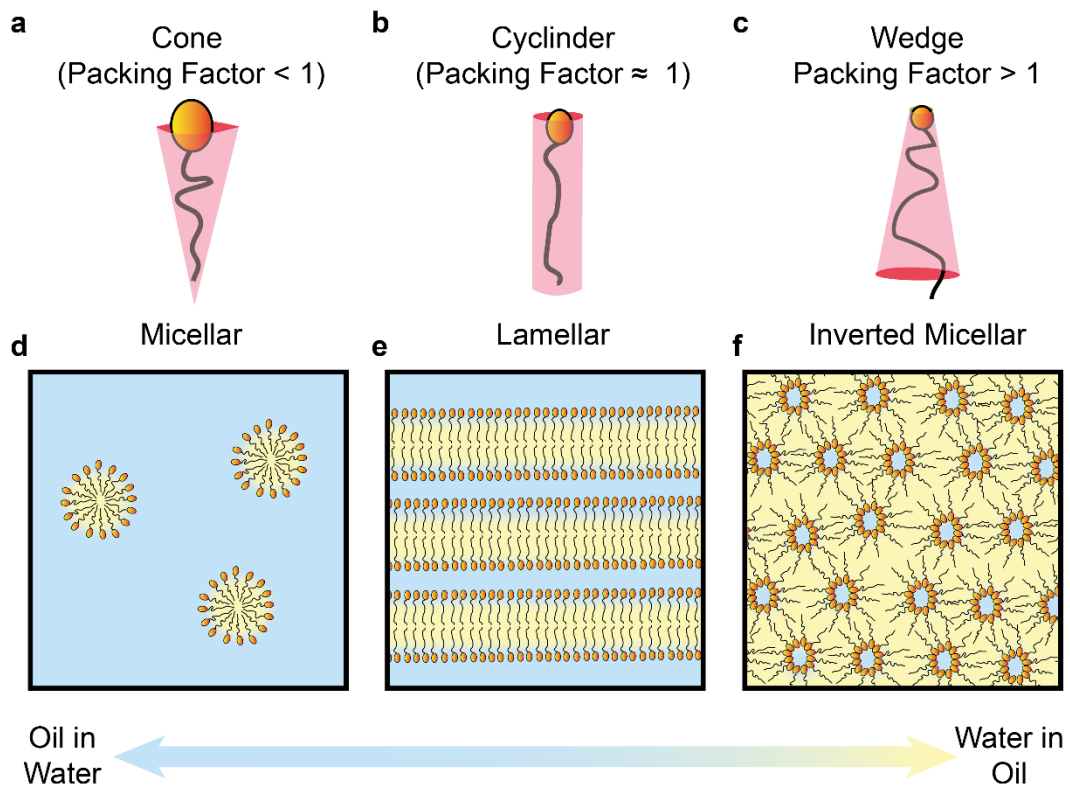 a
Cone
(Packing Factor < 1)
b
Cyclinder
(Packing Factor ≈ 1)
c
Wedge
Packing Factor > 1
d
Micellar
e
Lamellar
f
Inverted Micellar
Oil in
Water
Water in
Oil